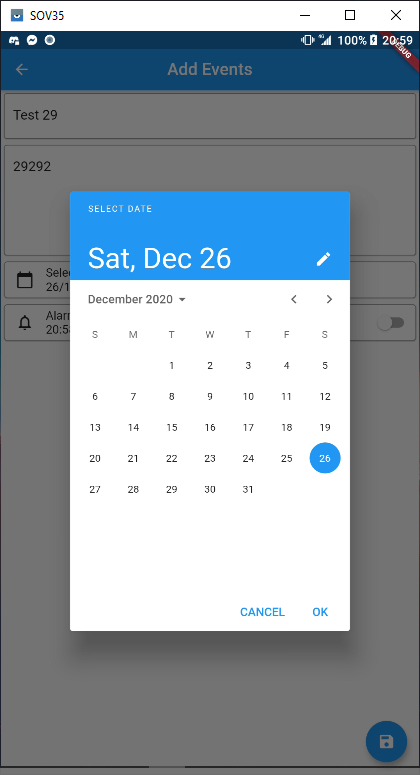 SOV35
4G 100% 20:59
DEBUG
Add Events
Test 29
29292
Selec
26/1
Alarm
20:58
SELECT DATE
Sat, Dec 26
December 2020
S M T W T F S
1 2 3 4 5
6 7 8 9 10 11 12
13 14 15 16 17 18 19
20 21 22 23 24 25 26
27 28 29 30 31
CANCEL OK